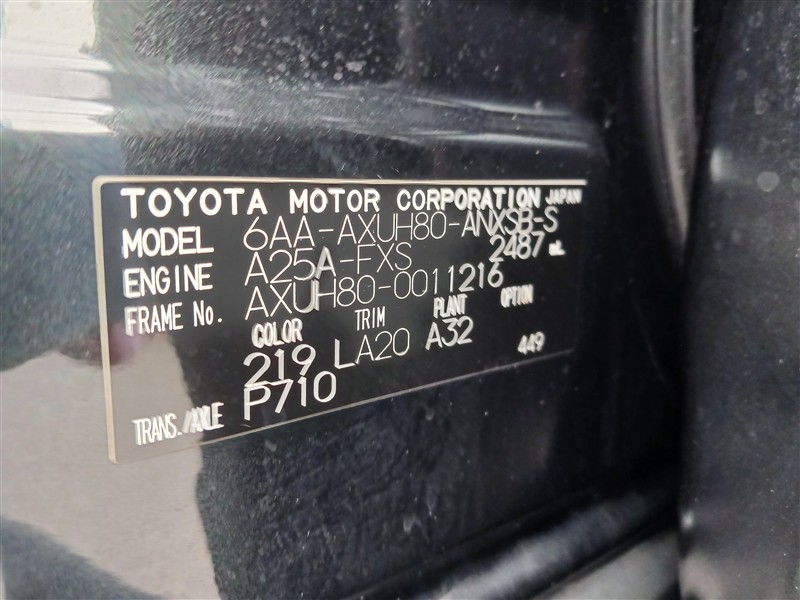 TOYOTA MOTOR CORPORATION JAPAN
MODEL 6AA-AXUH80-ANXSB-S
ENGINE A25A-FXS 2487 mL
FRAME No. AXUH80-0011216
COLOR TRIM PLANT OPTION
219 LA20 A32 449
TRANS./AXLE P710